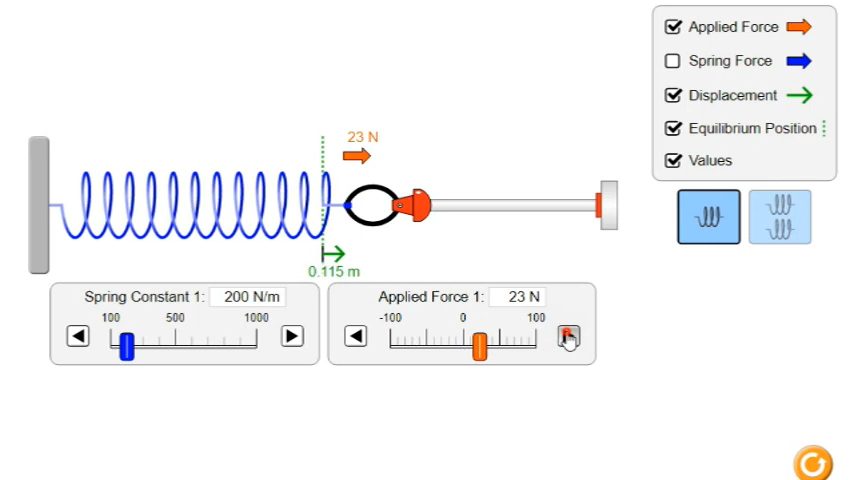 Applied Force
Spring Force
Displacement
Equilibrium Position
Values
23 N
0.115 m
Spring Constant 1: 200 N/m
100 500 1000
Applied Force 1: 23 N
-100 0 100